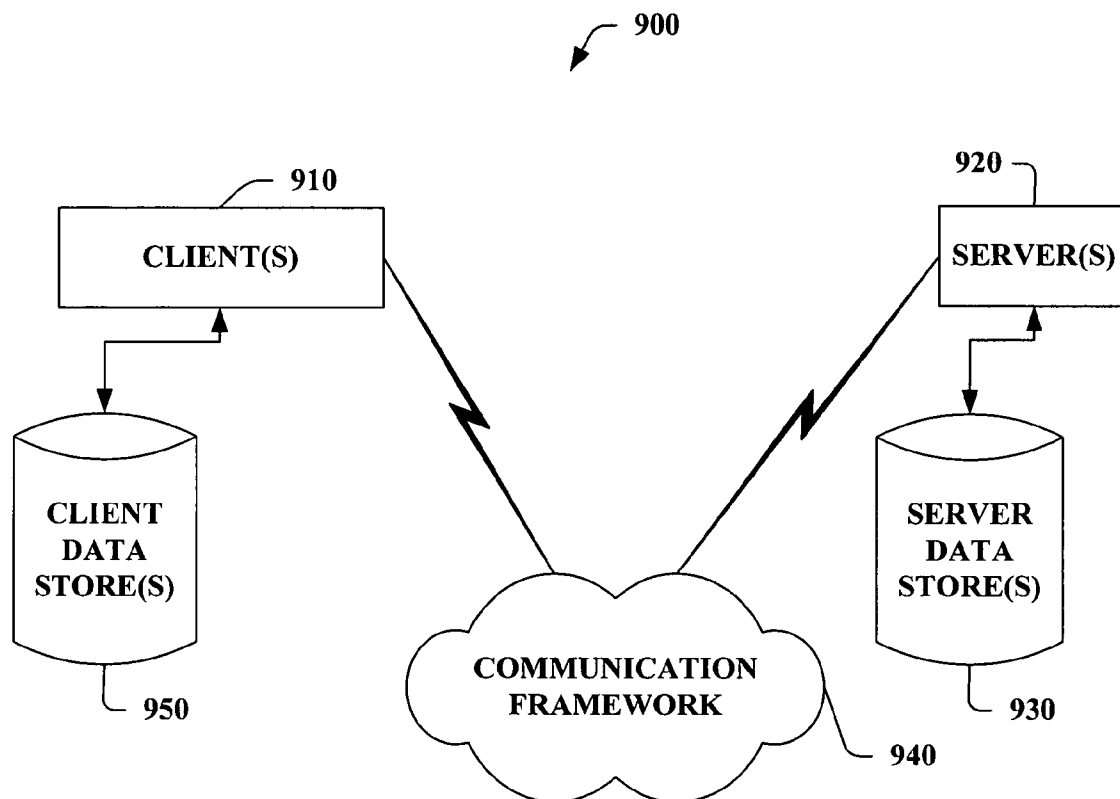 900
910
920
CLIENT(S)
SERVER(S)
CLIENT
DATA
STORE(S)
SERVER
DATA
STORE(S)
COMMUNICATION
FRAMEWORK
950
930
940